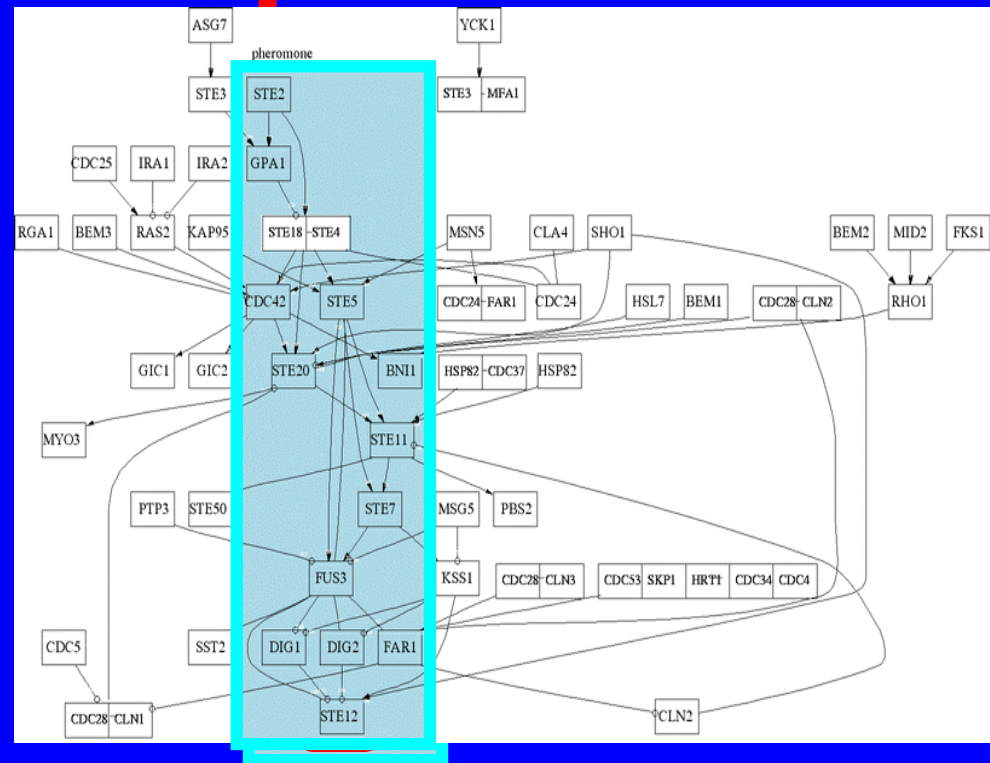 ASG7 YCK1
pheromone
STE3 STE2 STE3 MFA1
CDC25 IRA1 IRA2 GPA1
RGA1 BEM3 RAS2 KAP95 STE18 STE4 MSN5 CLA4 SHO1 BEM2 MID2 FKS1
CDC42 STE5 CDC24 FAR1 CDC24 HSL7 BEM1 CDC28 CLN2 RHO1
GIC1 GIC2 STE20 BNI1 HSP82 CDC37 HSP82
MYO3 STE11
PTP3 STE50 STE7 MSG5 PBS2
FUS3 KSS1 CDC28 CLN3 CDC53 SKP1 HRT1 CDC34 CDC4
CDC5 SST2 DIG1 DIG2 FAR1
CDC28 CLN1 STE12 CLN2